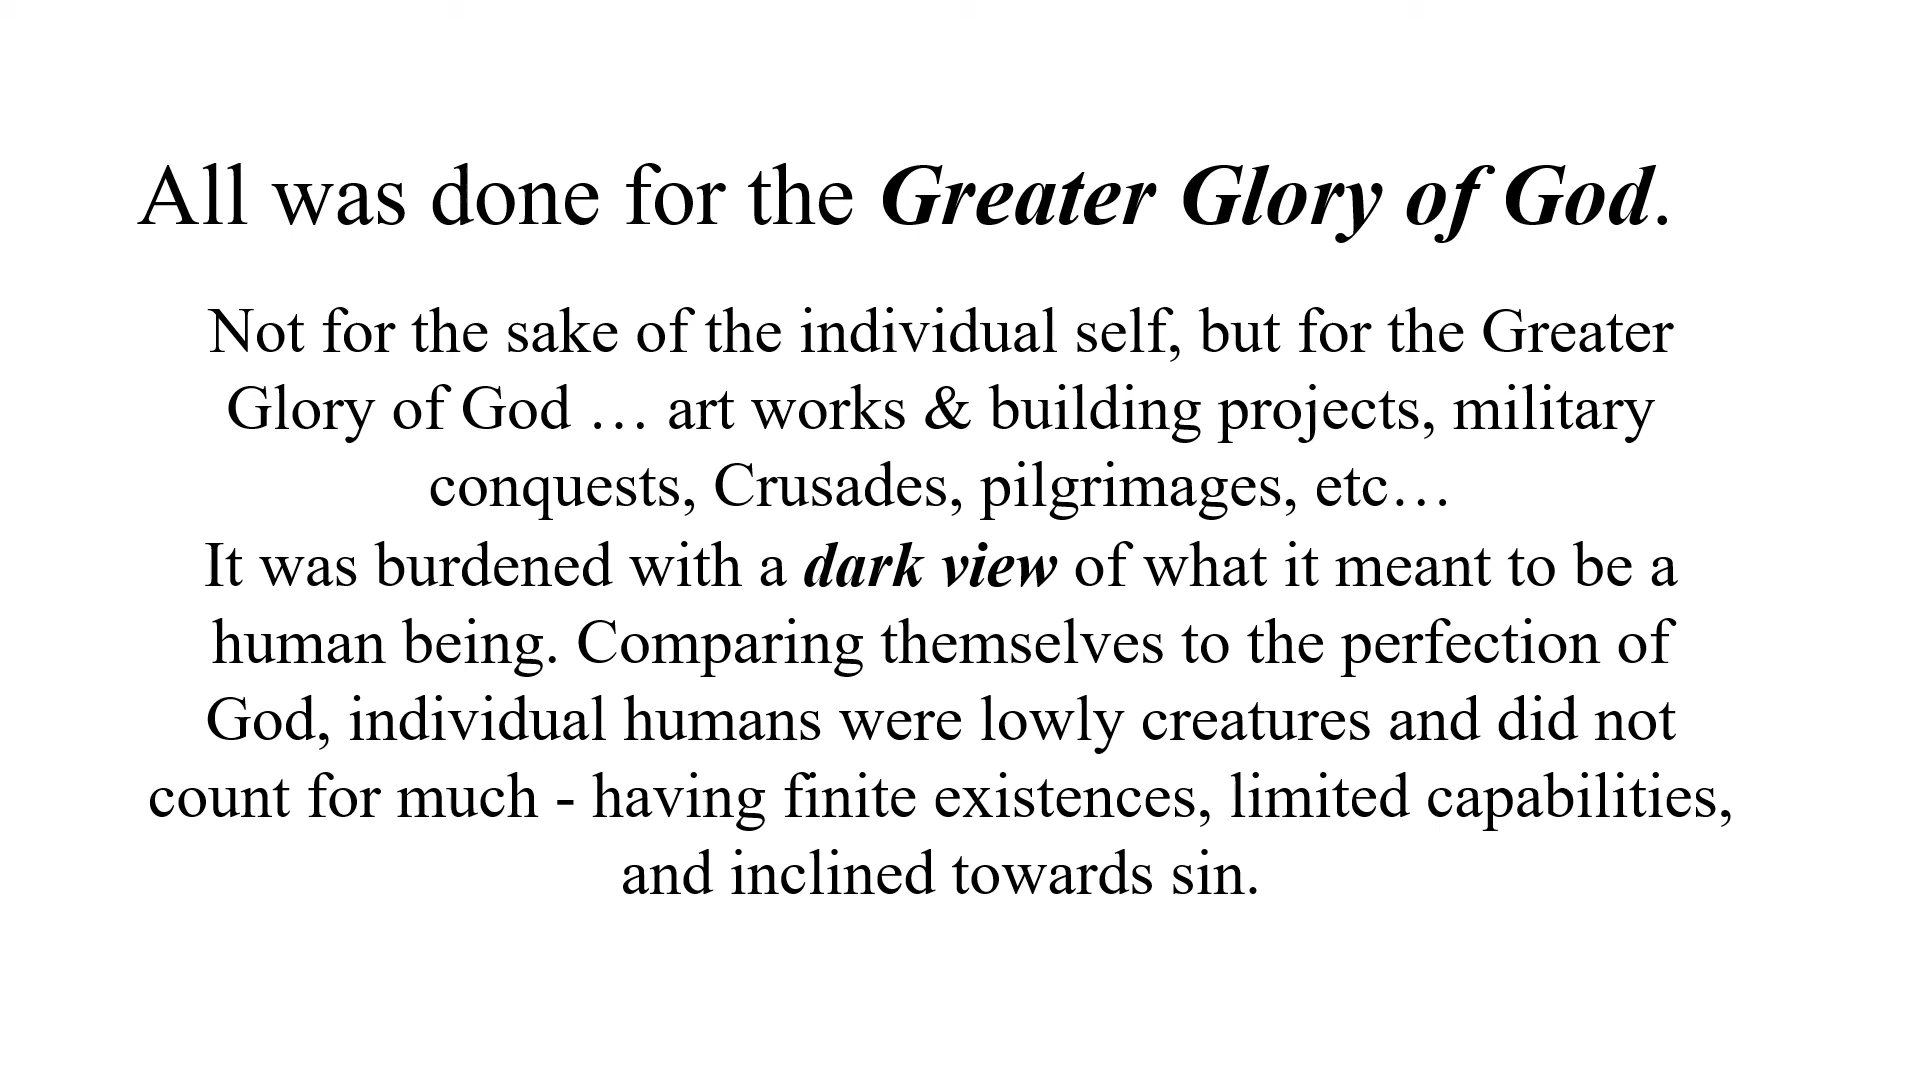 All was done for the Greater Glory of God.
Not for the sake of the individual self, but for the Greater
Glory of God … art works & building projects, military
conquests, Crusades, pilgrimages, etc…
It was burdened with a dark view of what it meant to be a
human being. Comparing themselves to the perfection of
God, individual humans were lowly creatures and did not
count for much - having finite existences, limited capabilities,
and inclined towards sin.